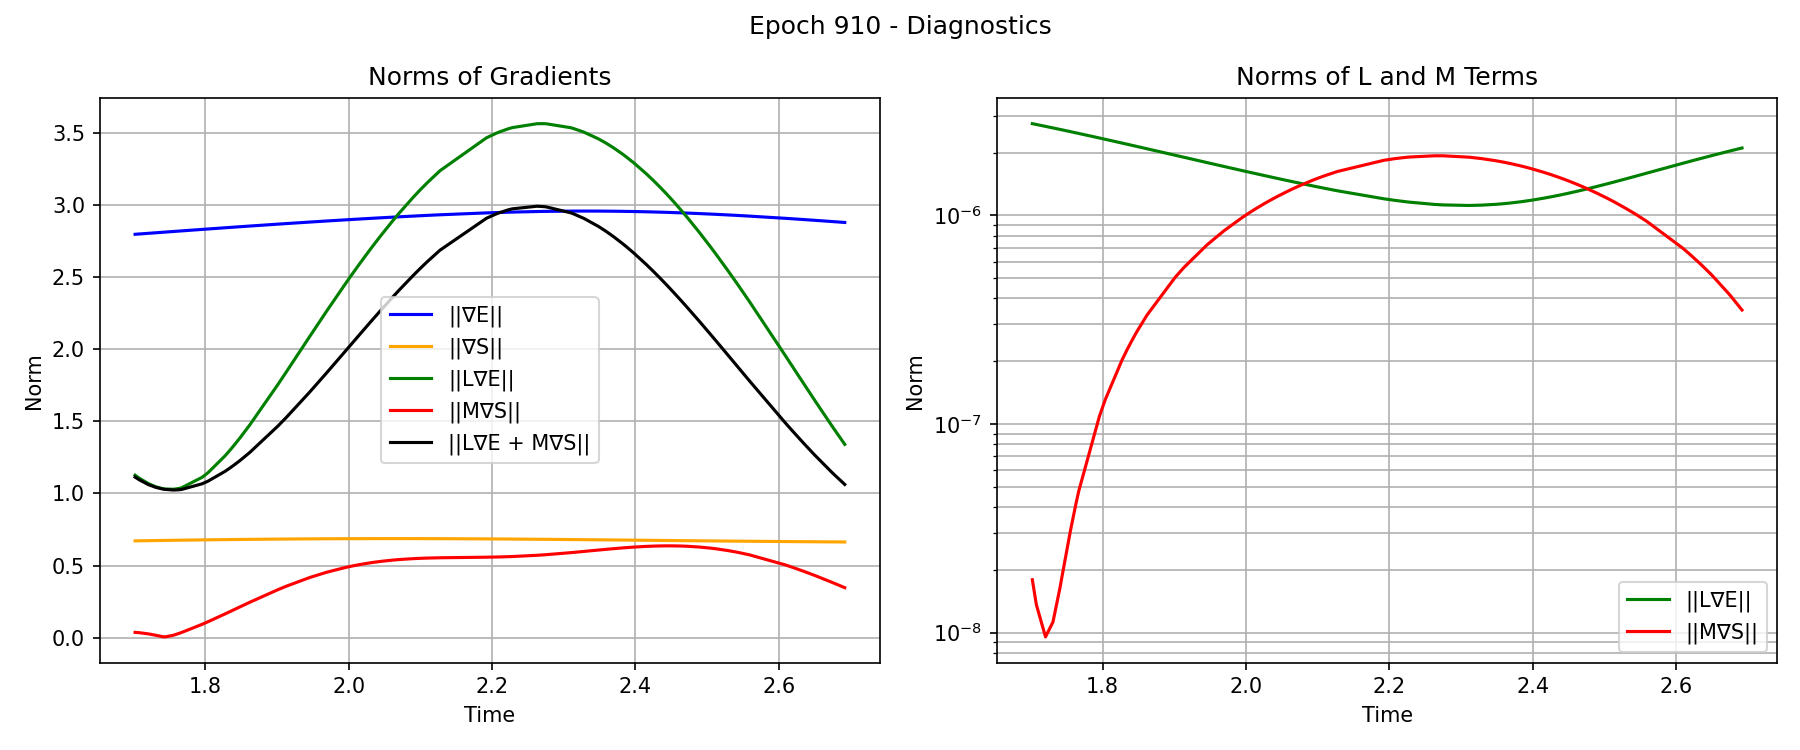 Epoch 910 - Diagnostics
Norms of Gradients
Norm
3.5
3.0
2.5
2.0
1.5
1.0
0.5
0.0
||∇E||
||∇S||
||L∇E||
||M∇S||
||L∇E + M∇S||
1.8
2.0
2.2
2.4
2.6
Time
Norms of L and M Terms
Norm
10⁻⁶
10⁻⁷
10⁻⁸
||L∇E||
||M∇S||
1.8
2.0
2.2
2.4
2.6
Time